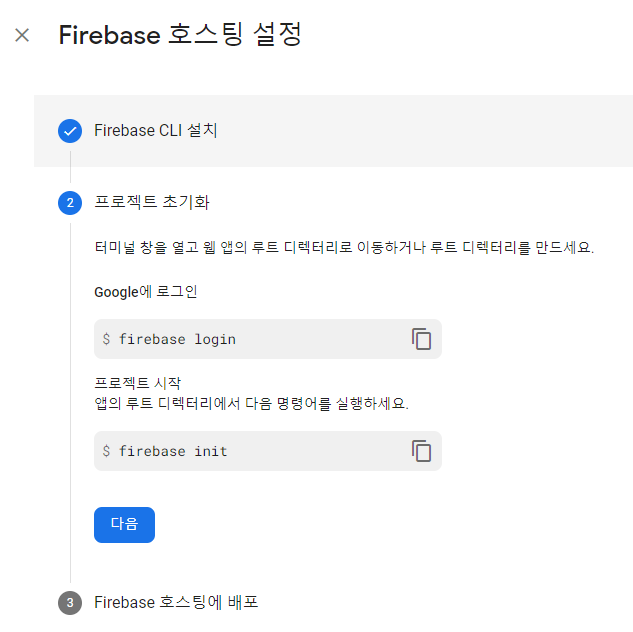 Firebase 호스팅 설정
Firebase CLI 설치
2 프로젝트 초기화
터미널 창을 열고 웹 앱의 루트 디렉터리로 이동하거나 루트 디렉터리를 만드세요.
Google에 로그인
$ firebase login
프로젝트 시작
앱의 루트 디렉터리에서 다음 명령어를 실행하세요.
$ firebase init
다음
3 Firebase 호스팅에 배포